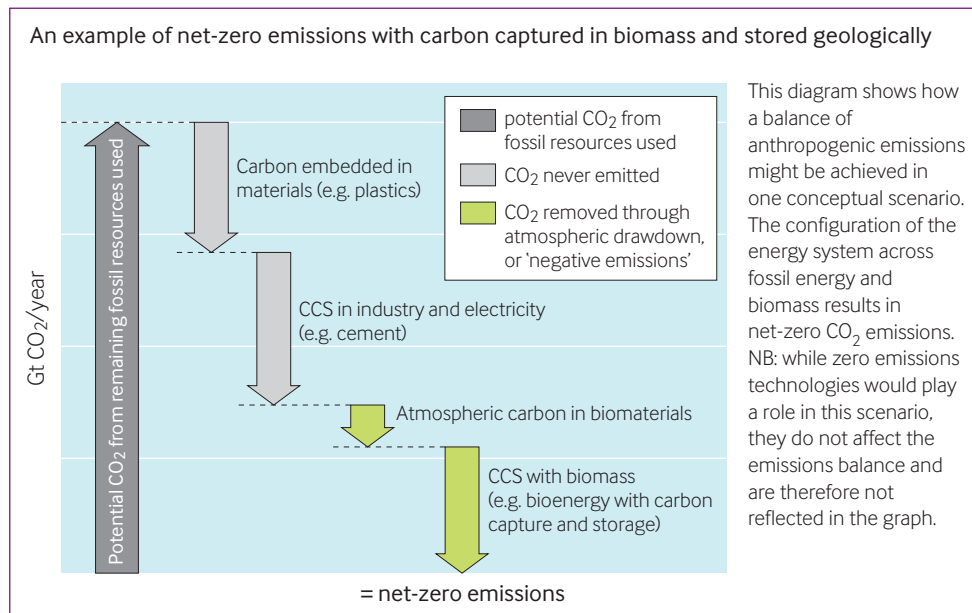 An example of net-zero emissions with carbon captured in biomass and stored geologically
Gt CO2/year
Potential CO2 from remaining fossil resources used
Carbon embedded in
materials (e.g. plastics)
CCS in industry and electricity
(e.g. cement)
Atmospheric carbon in biomaterials
CCS with biomass
(e.g. bioenergy with carbon
capture and storage)
= net-zero emissions
potential CO2 from
fossil resources used
CO2 never emitted
CO2 removed through
atmospheric drawdown,
or ‘negative emissions’
This diagram shows how
a balance of
anthropogenic emissions
might be achieved in
one conceptual scenario.
The configuration of the
energy system across
fossil energy and
biomass results in
net-zero CO2 emissions.
NB: while zero emissions
technologies would play
a role in this scenario,
they do not affect the
emissions balance and
are therefore not
reflected in the graph.